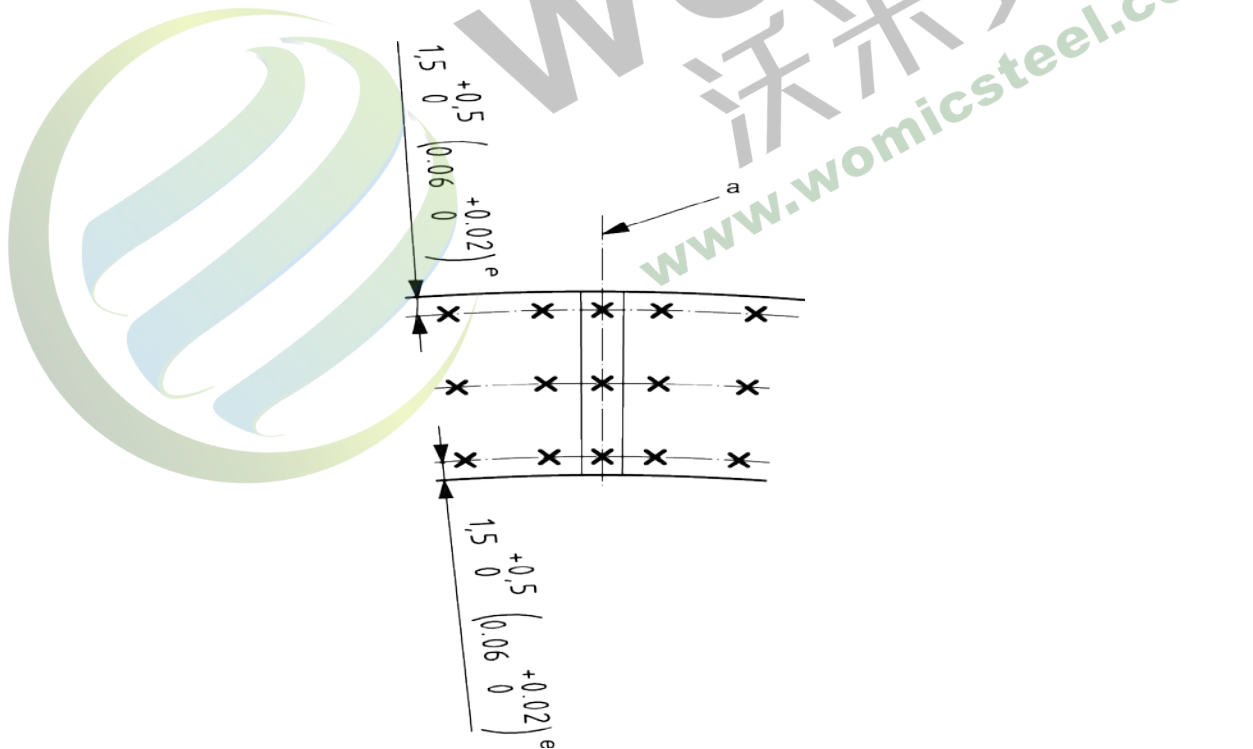 沃米
www.womicsteel.c
1,5 +0,5 0 (0.06 +0.02 0) e
a
1,5 +0,5 0 (0.06 +0.02 0) e